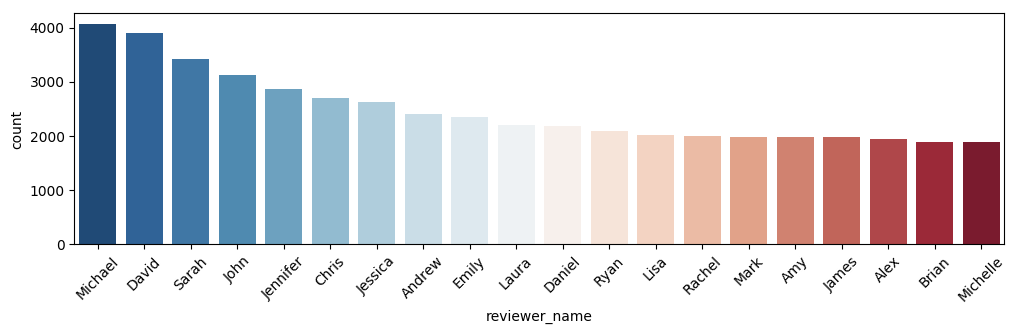 4000
3000
2000
1000
0
count
Michael
David
Sarah
John
Jennifer
Chris
Jessica
Andrew
Emily
Laura
Daniel
Ryan
Lisa
Rachel
Mark
Amy
James
Alex
Brian
Michelle
reviewer_name